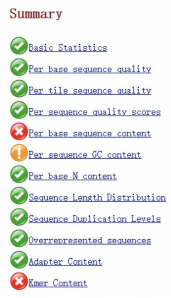 Summary
Basic Statistics
Per base sequence quality
Per tile sequence quality
Per sequence quality scores
Per base sequence content
Per sequence GC content
Per base N content
Sequence Length Distribution
Sequence Duplication Levels
Overrepresented sequences
Adapter Content
Kmer Content